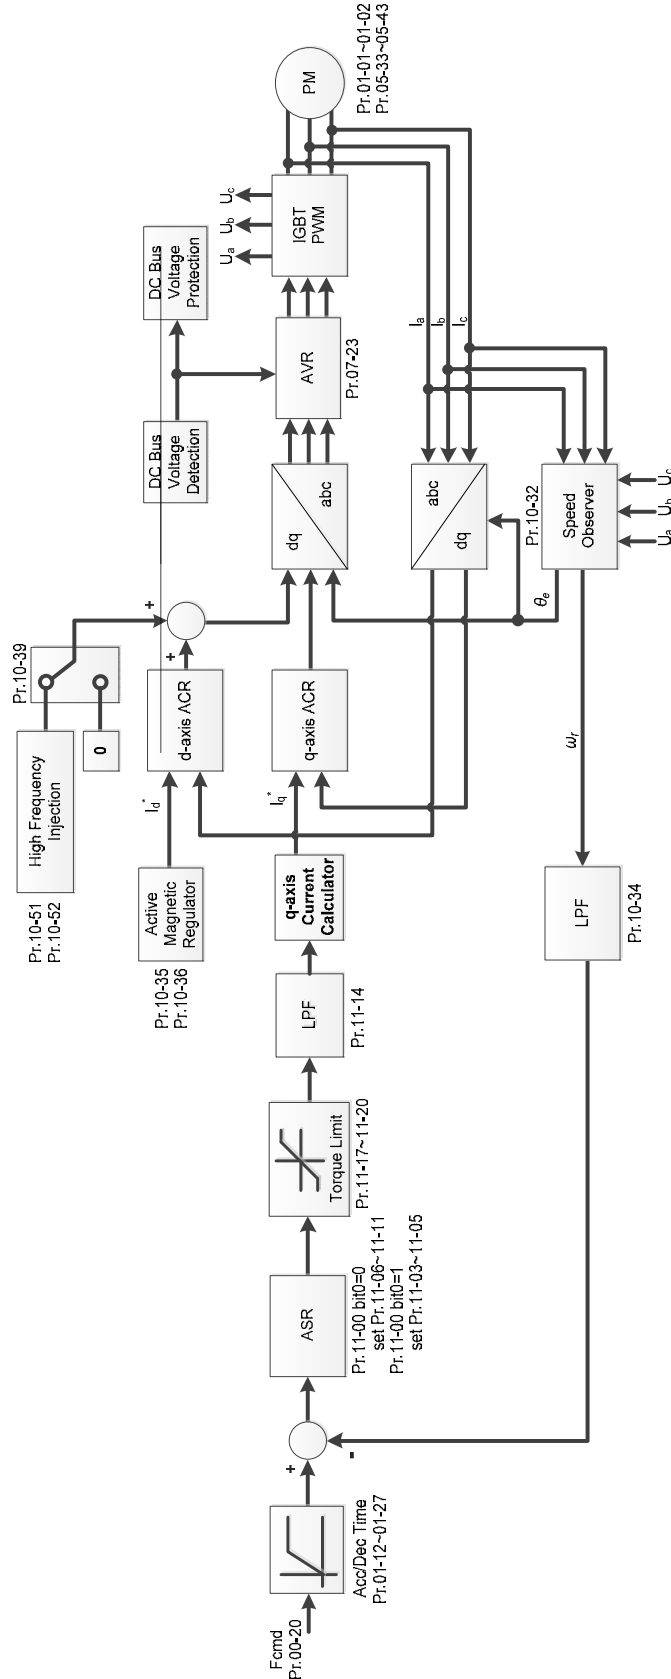 Fcmd
Pr.00-20
Acc/Dec Time
Pr.01-12~01-27
+
-
ASR
Pr.11-00 bit0=0
set Pr.11-06~11-11
Pr.11-00 bit0=1
set Pr.11-03~11-05
Torque Limit
Pr.11-17~11-20
LPF
Pr.11-14
q-axis
Current
Calculator
Iq*
Pr.10-51
Pr.10-52
High Frequency
Injection
0
Pr.10-39
Active
Magnetic
Regulator
Pr.10-35
Pr.10-36
Id*
d-axis ACR
q-axis ACR
+
+
dq
abc
DC Bus
Voltage
Detection
DC Bus
Voltage
Protection
AVR
Pr.07-23
IGBT
PWM
Ua
Ub
Uc
PM
Pr.01-01~01-02
Pr.05-33~05-43
Ia
Ib
Ic
abc
dq
Pr.10-32
Speed
Observer
Ua
Ub
Uc
θe
ωr
LPF
Pr.10-34